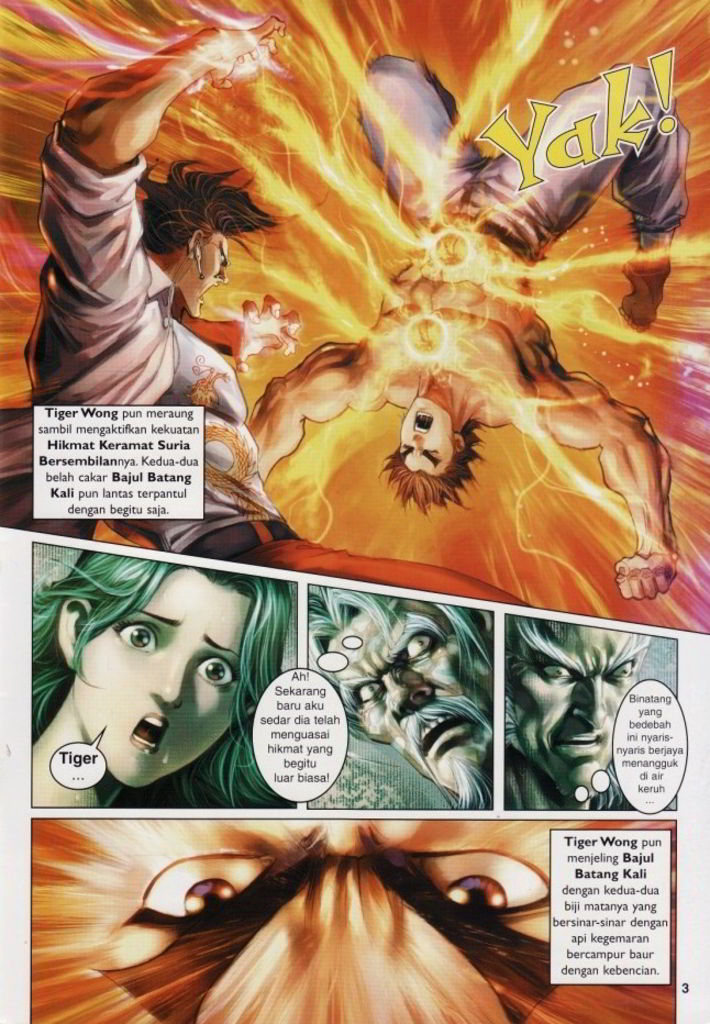 Yak!
Tiger Wong pun meraung
sambil mengaktifkan kekuatan
Hikmat Keramat Suria
Bersembilannya. Kedua-dua
belah cakar Bajul Batang
Kali pun lantas terpantul
dengan begitu saja.
Tiger
...
Ah!
Sekarang
baru aku
sedar dia telah
menguasai
hikmat yang
begitu
luar biasa!
Binatang
yang
bedebah
ini nyaris-
nyaris berjaya
menangguk
di air
keruh
...
Tiger Wong pun
menjeling Bajul
Batang Kali
dengan kedua-dua
biji matanya yang
bersinar-sinar dengan
api kegemaran
bercampur baur
dengan kebencian.
3